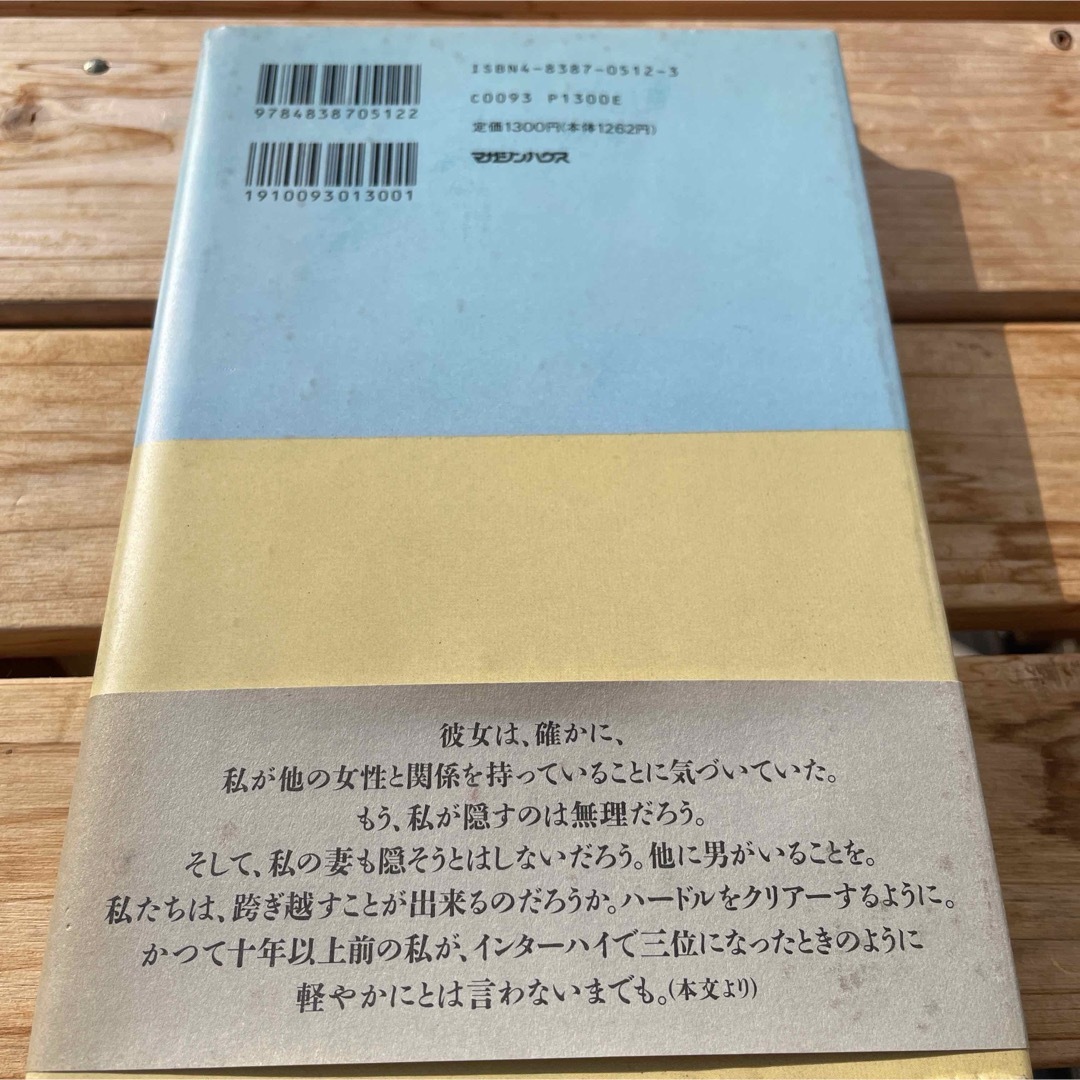 ISBN4-8387-0512-3
C0093 P1300E
定価1300円(本体1262円)
マガジンハウス
9784838705122
1910093013001
彼女は、確かに、
私が他の女性と関係を持っていることに気づいていた。
もう、私が隠すのは無理だろう。
そして、私の妻も隠そうとはしないだろう。他に男がいることを。
私たちは、跨ぎ越すことが出来るのだろうか。ハードルをクリアーするように。
かつて十年以上前の私が、インターハイで三位になったときのように
軽やかにとは言わないまでも。(本文より)